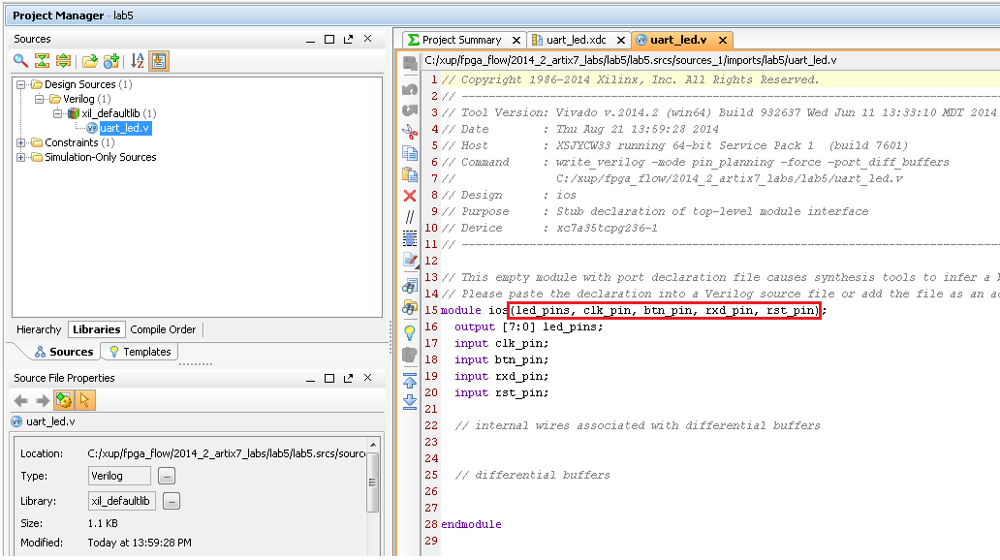 Project Manager - lab5
Sources
Design Sources (1)
Verilog (1)
xil_defaultlib (1)
uart_led.v
Constraints (1)
Simulation-Only Sources
Hierarchy Libraries Compile Order
Sources Templates
Source File Properties
uart_led.v
Location: C:/xup/fpga_flow/2014_2_artix7_labs/lab5/lab5.srcs/source
Type: Verilog ...
Library: xil_defaultlib ...
Size: 1.1 KB
Modified: Today at 13:59:28 PM
Project Summary uart_led.xdc uart_led.v
C:/xup/fpga_flow/2014_2_artix7_labs/lab5/lab5.srcs/sources_1/imports/lab5/uart_led.v
1 // Copyright 1986-2014 Xilinx, Inc. All Rights Reserved.
2 // --------------------------------------------------------------------------------
3 // Tool Version: Vivado v.2014.2 (win64) Build 932637 Wed Jun 11 13:33:10 MDT 2014
4 // Date        : Thu Aug 21 13:59:28 2014
5 // Host        : XSJYCW33 running 64-bit Service Pack 1  (build 7601)
6 // Command     : write_verilog -mode pin_planning -force -port_diff_buffers
7 //               C:/xup/fpga_flow/2014_2_artix7_labs/lab5/uart_led.v
8 // Design      : ios
9 // Purpose     : Stub declaration of top-level module interface
10 // Device      : xc7a35tcpg236-1
11 // --------------------------------------------------------------------------------
12
13 // This empty module with port declaration file causes synthesis tools to infer a
14 // Please paste the declaration into a Verilog source file or add the file as an
15 module ios(led_pins, clk_pin, btn_pin, rxd_pin, rst_pin);
16 output [7:0] led_pins;
17 input clk_pin;
18 input btn_pin;
19 input rxd_pin;
20 input rst_pin;
21
22 // internal wires associated with differential buffers
23
24
25 // differential buffers
26
27
28 endmodule
29